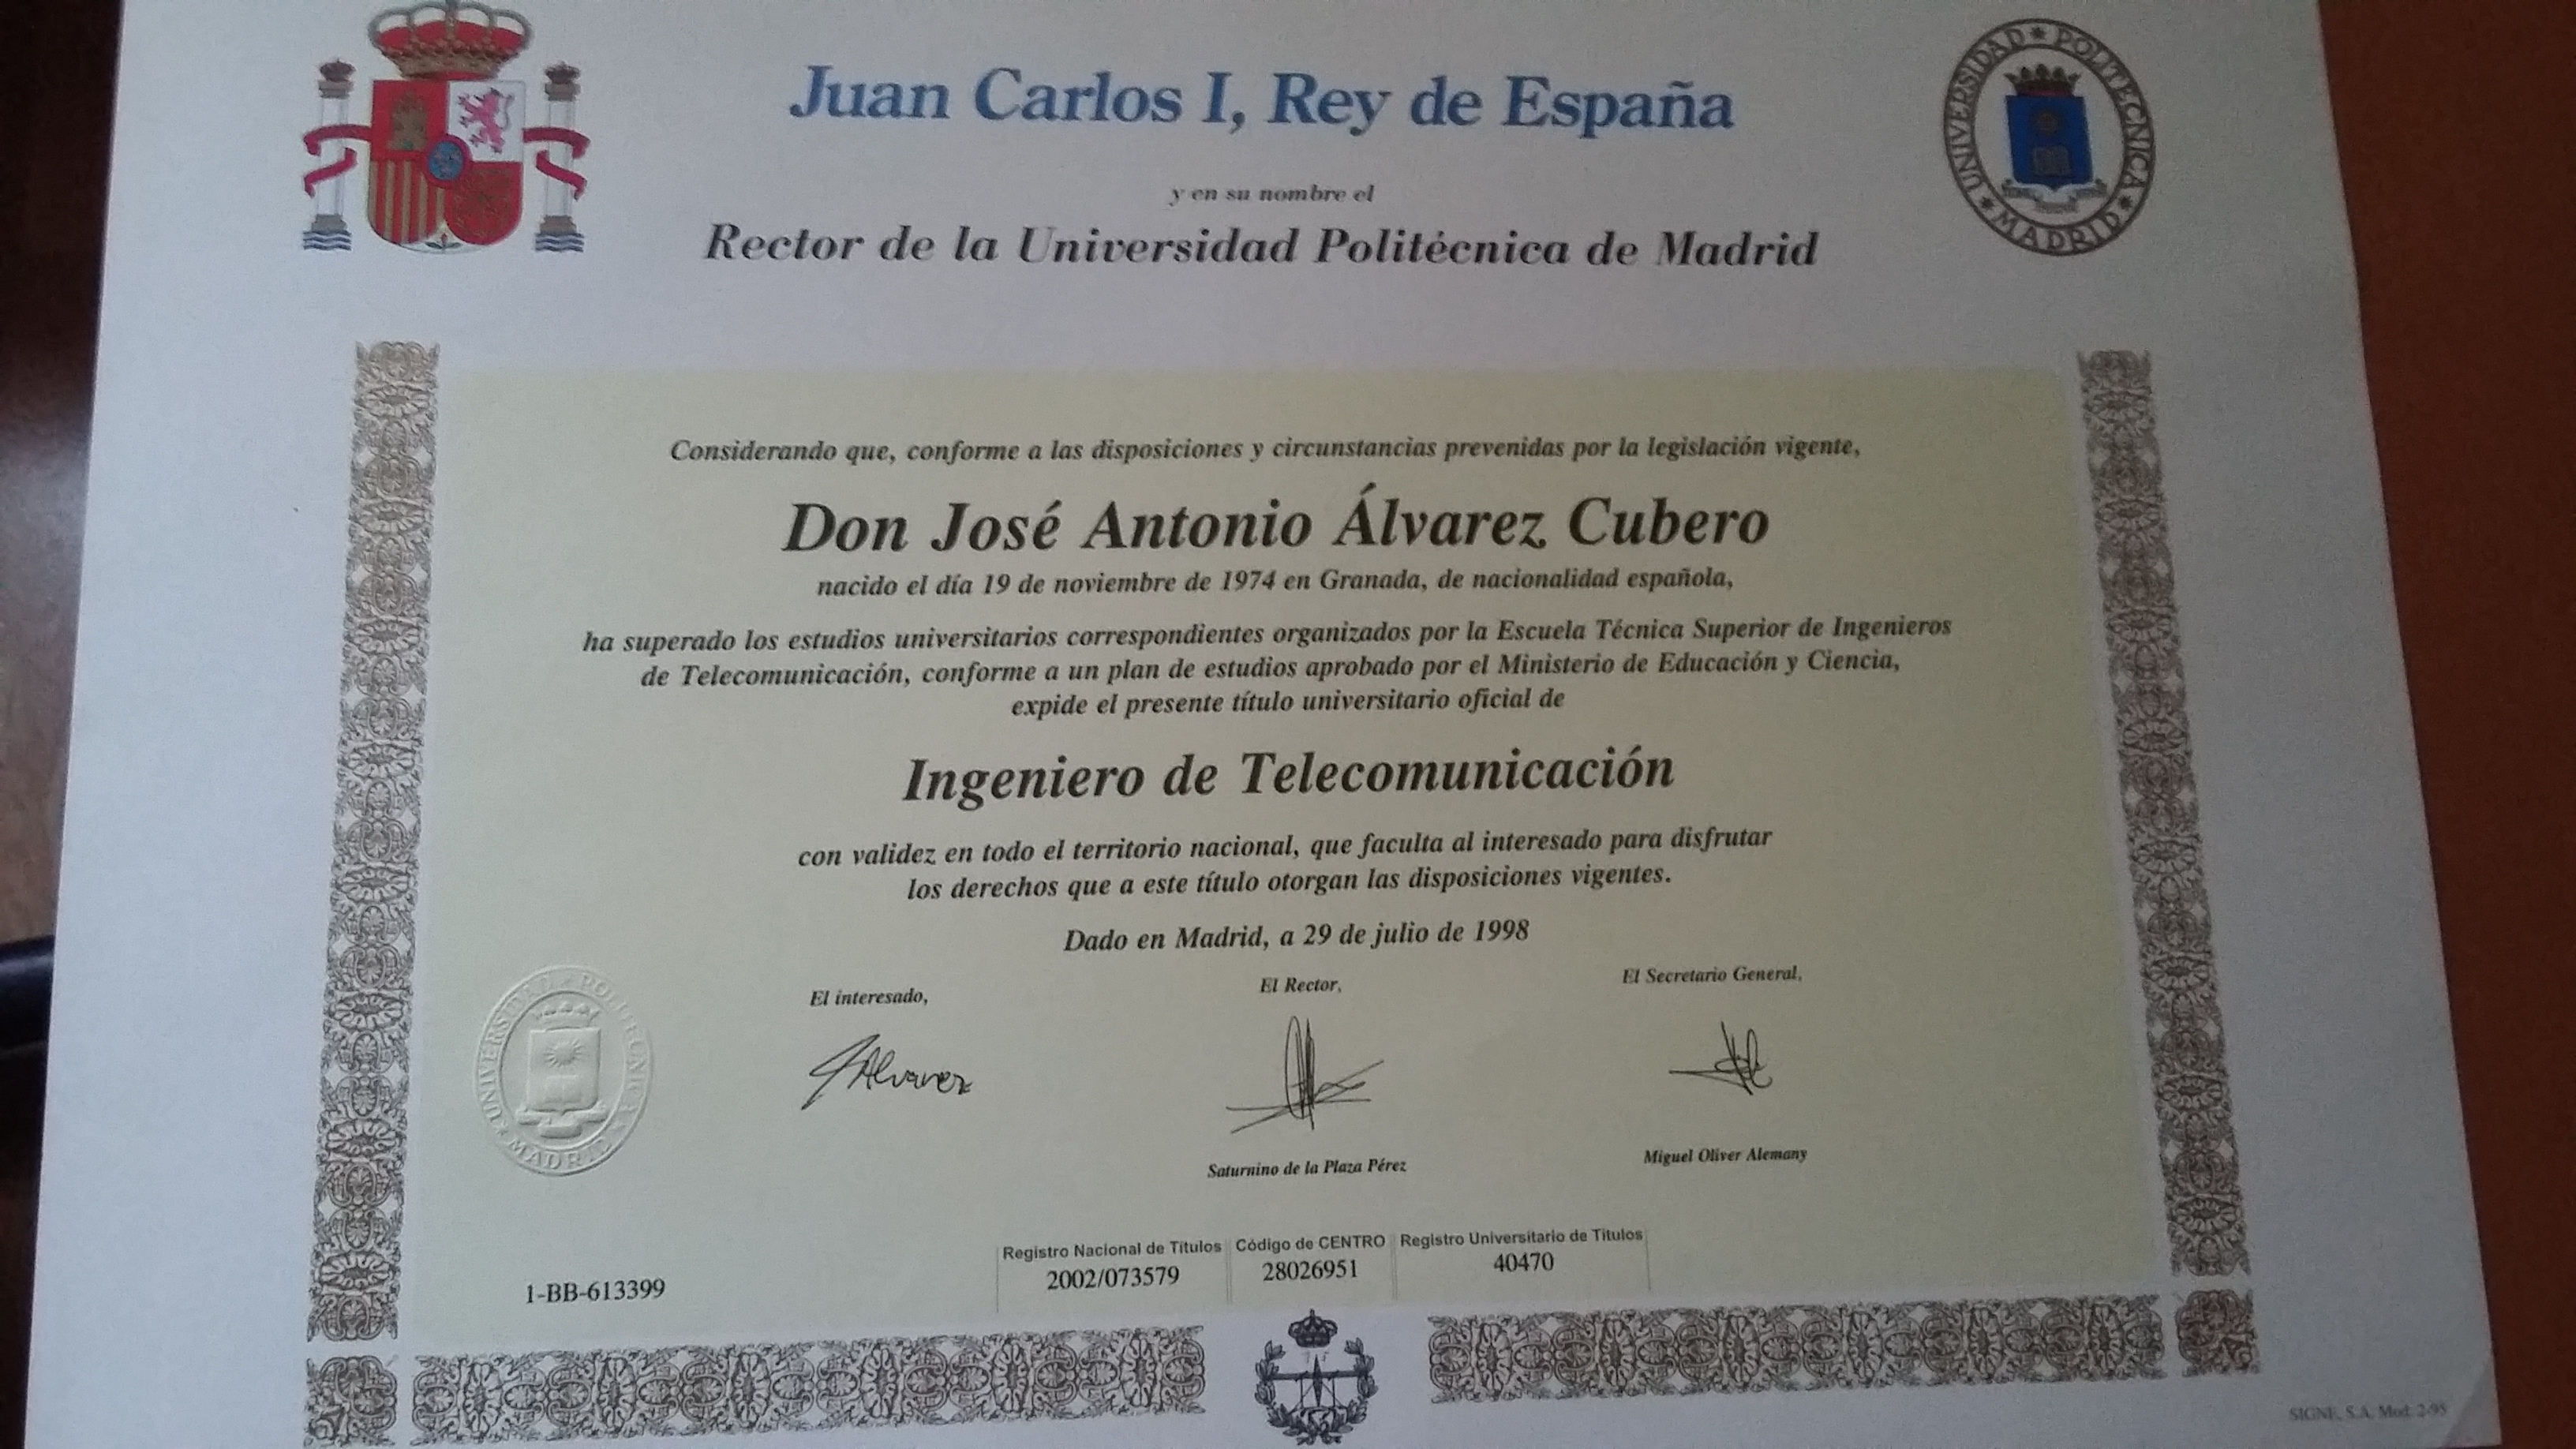 Juan Carlos I, Rey de España
UNIVERSIDAD POLITECNICA MADRID
y en su nombre el
Rector de la Universidad Politécnica de Madrid
Considerando que, conforme a las disposiciones y circunstancias prevenidas por la legislación vigente,
Don José Antonio Álvarez Cubero
nacido el día 19 de noviembre de 1974 en Granada, de nacionalidad española,
ha superado los estudios universitarios correspondientes organizados por la Escuela Técnica Superior de Ingenieros
de Telecomunicación, conforme a un plan de estudios aprobado por el Ministerio de Educación y Ciencia,
expide el presente título universitario oficial de
Ingeniero de Telecomunicación
con validez en todo el territorio nacional, que faculta al interesado para disfrutar
los derechos que a este título otorgan las disposiciones vigentes.
Dado en Madrid, a 29 de julio de 1998
El interesado, El Rector, El Secretario General,
JAlvarez
UNIVERSIDAD POLITECNICA MADRID
Saturnino de la Plaza Pérez Miguel Oliver Alemany
Registro Nacional de Títulos Código de CENTRO Registro Universitario de Títulos
1-BB-613399 2002/073579 28026951 40470
SIGNE, S.A. Mod. 2-95